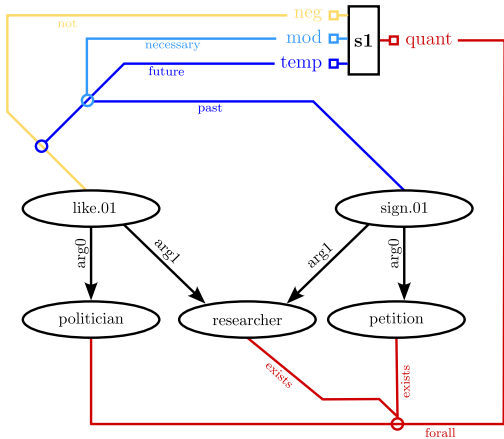 neg
not
mod
s1
quant
necessary
temp
future
past
like.01
sign.01
arg0
arg1
arg1
arg0
politician
researcher
petition
exists
exists
forall